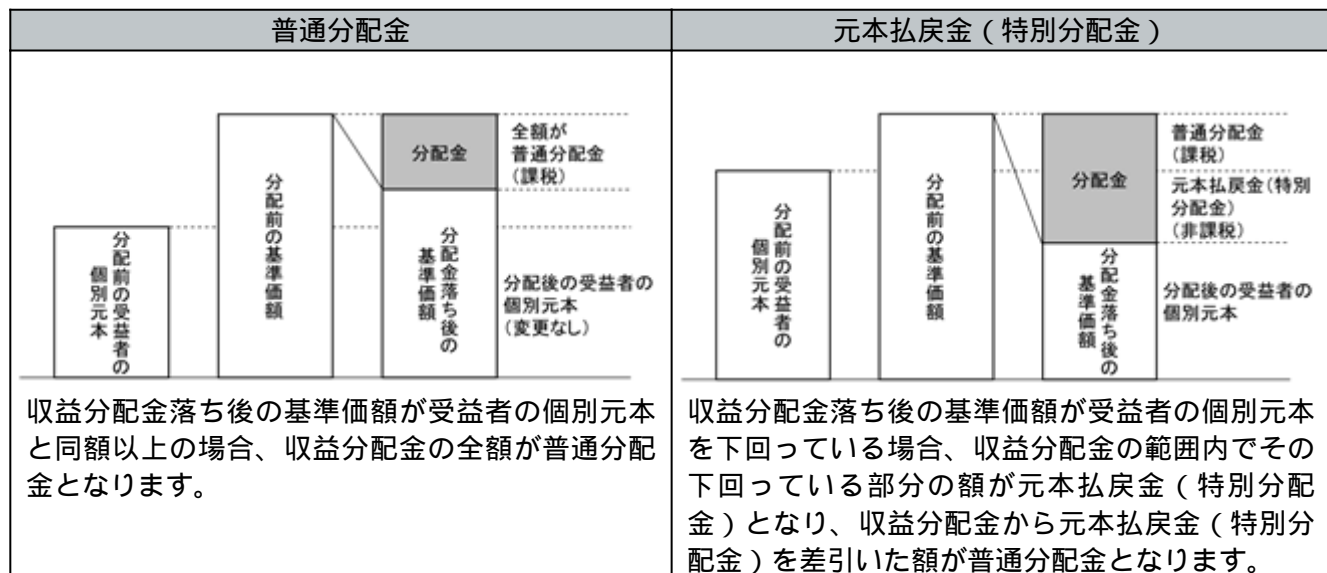 普通分配金
分配前の受益者の
個別元本
分配前の基準価額
分配金
分配金落ち後の
基準価額
全額が
普通分配金
(課税)
分配後の受益者の
個別元本
(変更なし)
収益分配金落ち後の基準価額が受益者の個別元本
と同額以上の場合、収益分配金の全額が普通分配
金となります。
元本払戻金（特別分配金）
分配前の受益者の
個別元本
分配前の基準価額
分配金
分配金落ち後の
基準価額
普通分配金
(課税)
元本払戻金(特別
分配金)
(非課税)
分配後の受益者の
個別元本
収益分配金落ち後の基準価額が受益者の個別元本
を下回っている場合、収益分配金の範囲内でその
下回っている部分の額が元本払戻金（特別分配
金）となり、収益分配金から元本払戻金（特別分
配金）を差引いた額が普通分配金となります。